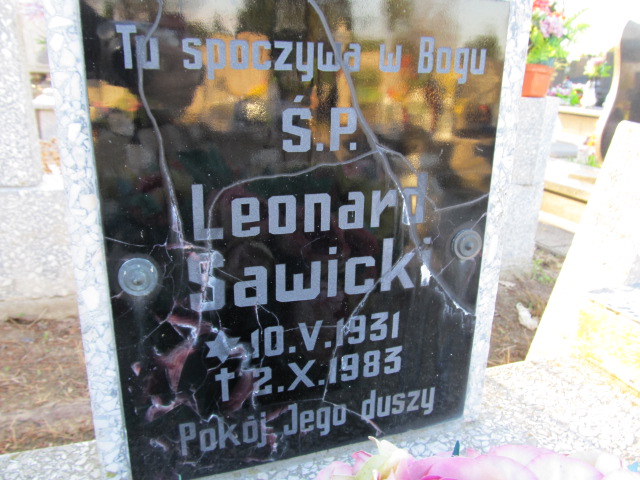 Tu spoczywa w Bogu
Ś.P.
Leonard
Sawicki
* 10.V.1931
† 2.X.1983
Pokój Jego duszy